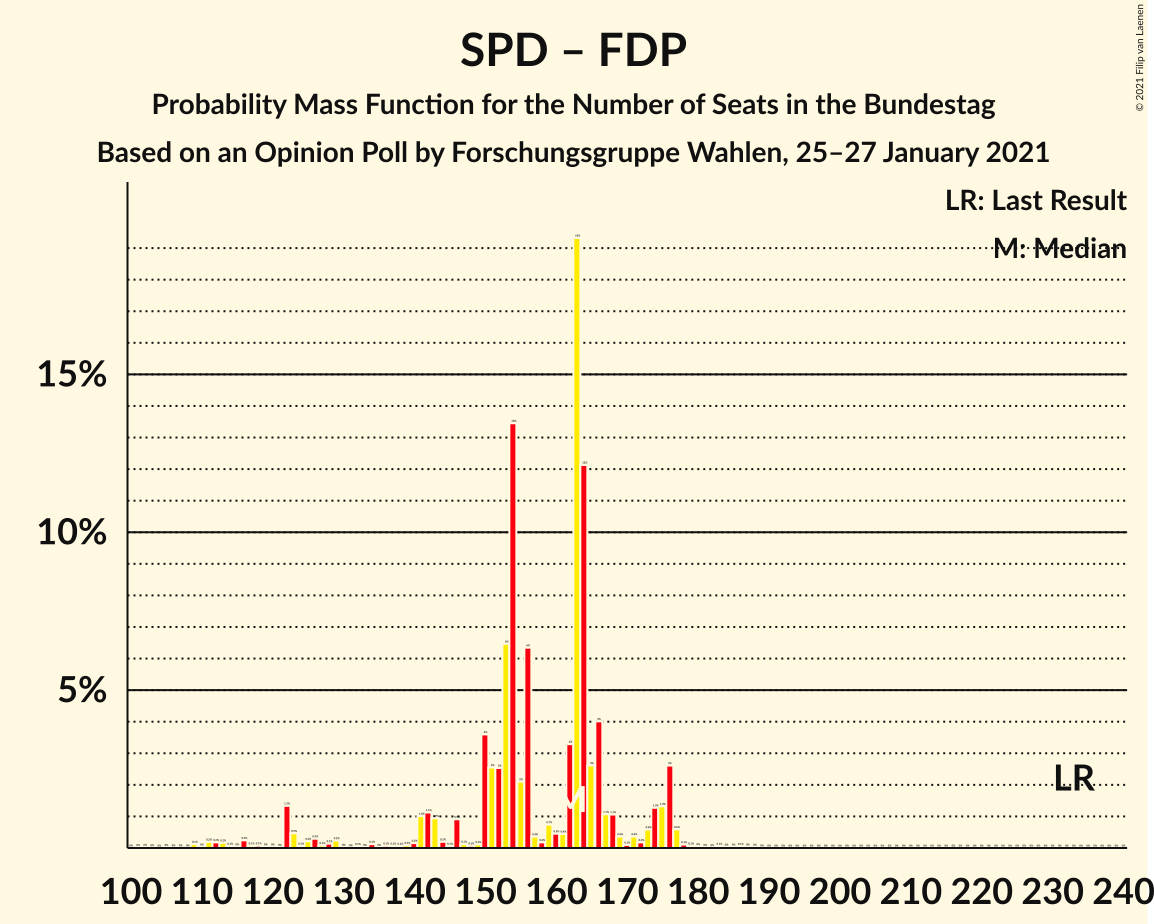 SPD – FDP
Probability Mass Function for the Number of Seats in the Bundestag
Based on an Opinion Poll by Forschungsgruppe Wahlen, 25–27 January 2021
© 2021 Filip van Laenen
LR: Last Result
M: Median
15%
10%
5%
M
LR
100 110 120 130 140 150 160 170 180 190 200 210 220 230 240